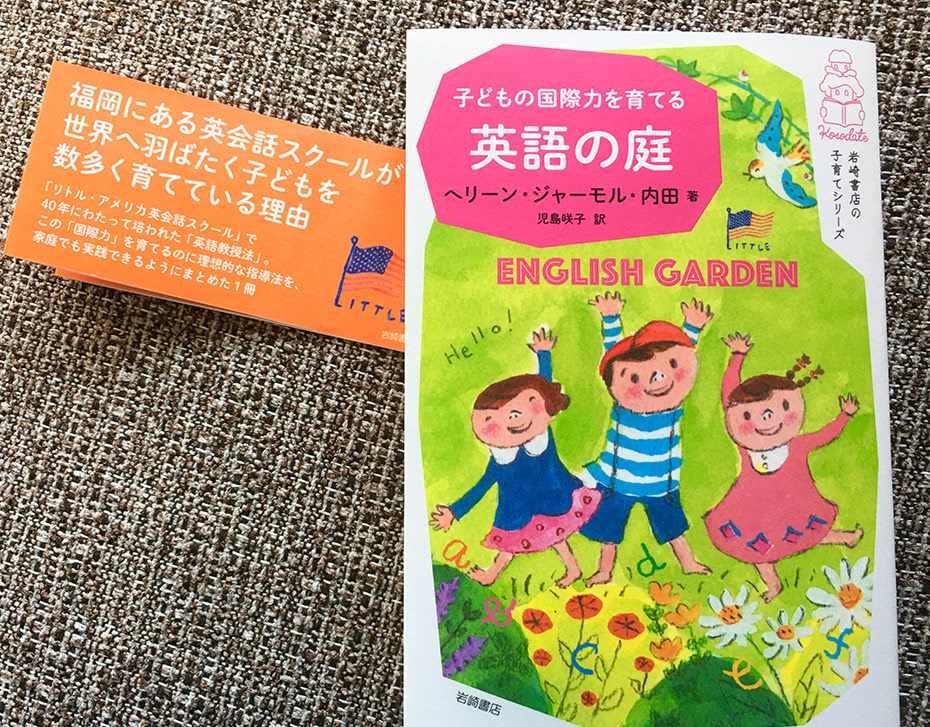 福岡にある英会話スクールが
世界へ羽ばたく子どもを
数多く育てている理由
「リトル・アメリカ英会話スクール」で
40年にわたって培われた「英語教授法」。
この「国際力」を育てるのに理想的な指導法を、
家庭でも実践できるようにまとめた1冊
LITTLE
岩崎書
子どもの国際力を育てる
英語の庭
ヘリーン・ジャーモル・内田 著
児島咲子 訳
LITTLE
ENGLISH GARDEN
Kosodate
岩崎書店の
子育てシリーズ
Hello!
a
b
c
d
e
f
岩崎書店